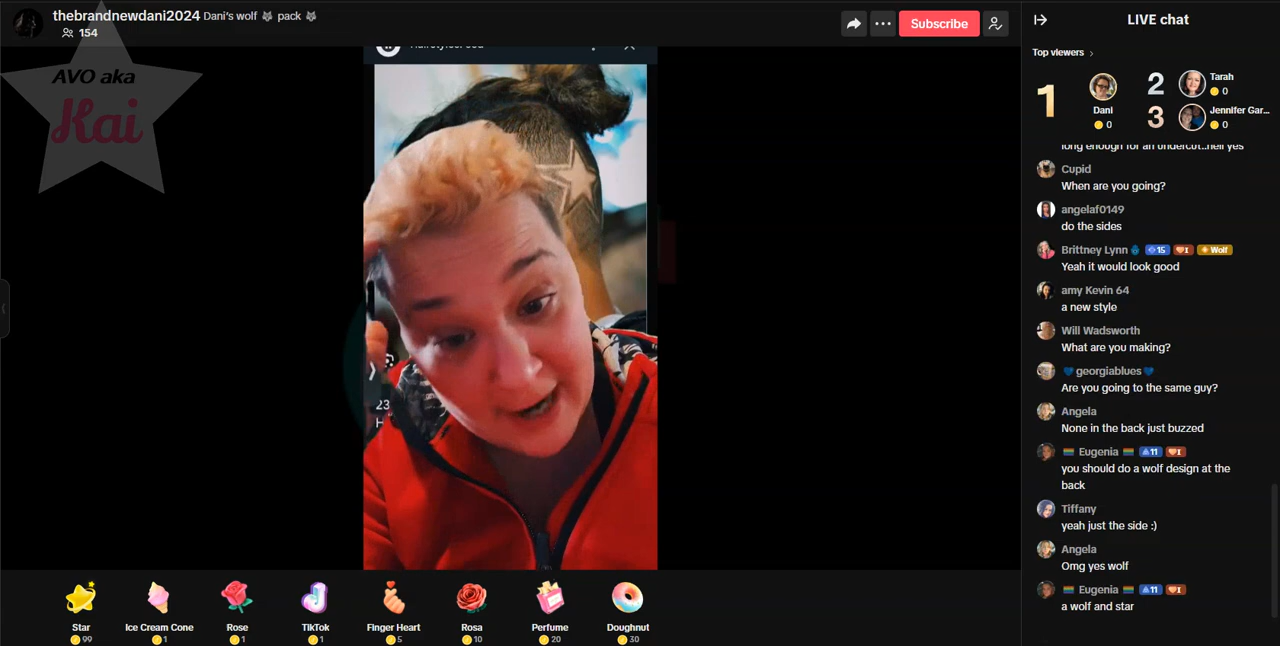 thebrandnewdani2024 Dani's wolf 🐺 pack 🐺
154
Subscribe
AVO aka
Kai
23
H
Star
99
Ice Cream Cone
1
Rose
1
TikTok
1
Finger Heart
5
Rosa
10
Perfume
20
Doughnut
30
LIVE chat
Top viewers >
1
Dani
0
2
Tarah
0
3
Jennifer Gar...
0
long enough for an undercut..hell yes
Cupid
When are you going?
angelaf0149
do the sides
Brittney Lynn 15 I Wolf
Yeah it would look good
amy Kevin 64
a new style
Will Wadsworth
What are you making?
💙georgiablues💙
Are you going to the same guy?
Angela
None in the back just buzzed
Eugenia 11 I
you should do a wolf design at the
back
Tiffany
yeah just the side :)
Angela
Omg yes wolf
Eugenia 11 I
a wolf and star